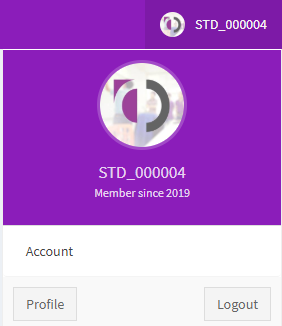 STD_000004
STD_000004
Member since 2019
Account
Profile
Logout